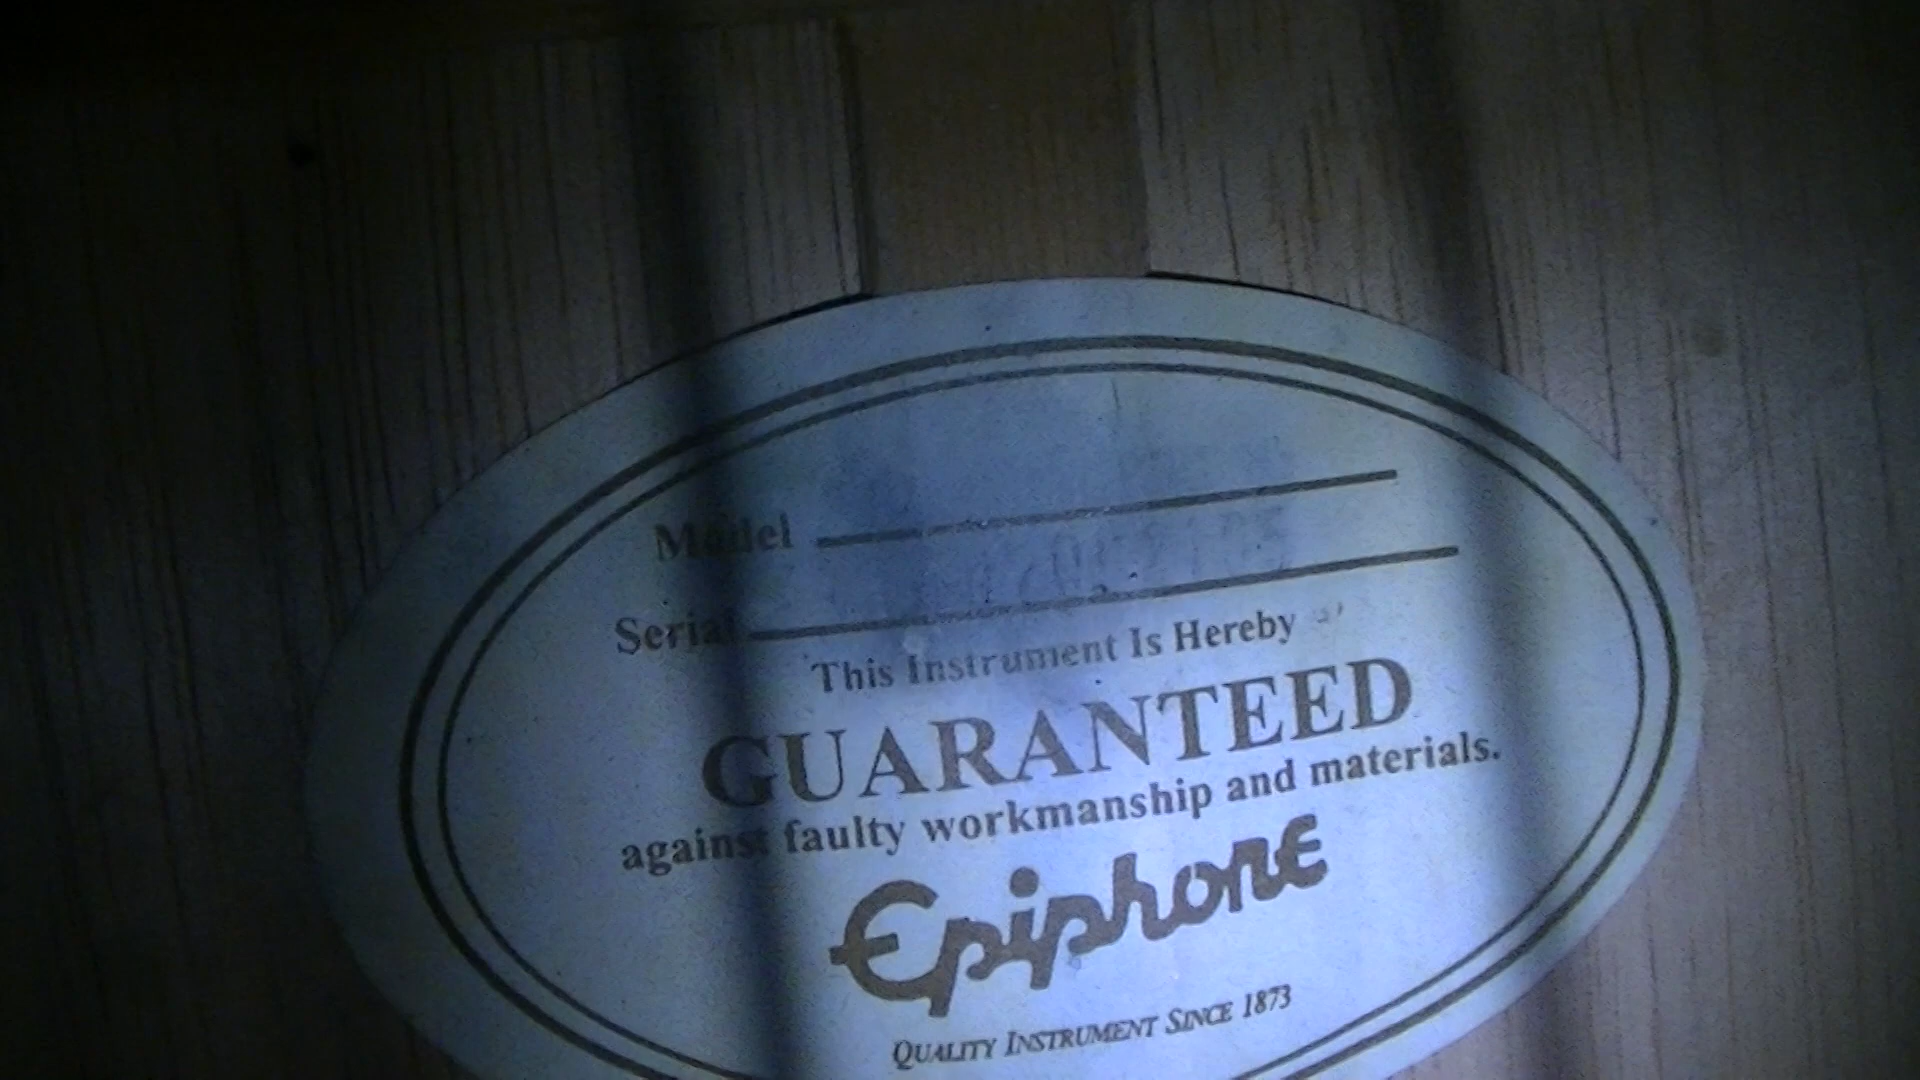 Model
Serial
This Instrument Is Hereby
GUARANTEED
against faulty workmanship and materials.
Epiphone
QUALITY INSTRUMENT SINCE 1873